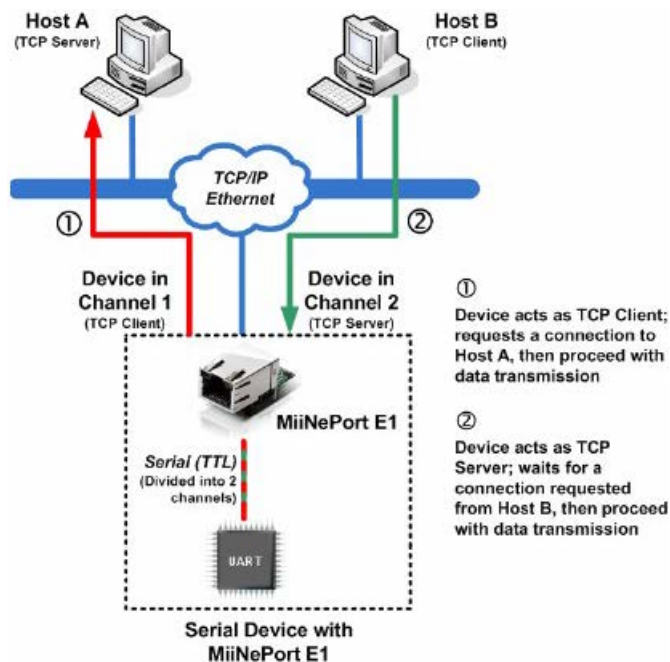 Host A
(TCP Server)
Host B
(TCP Client)
TCP/IP
Ethernet
①
②
Device in
Channel 1
(TCP Client)
Device in
Channel 2
(TCP Server)
MiiNePort E1
Serial (TTL)
(Divided into 2
channels)
UART
Serial Device with
MiiNePort E1
①
Device acts as TCP Client;
requests a connection to
Host A, then proceed with
data transmission
②
Device acts as TCP
Server; waits for a
connection requested
from Host B, then proceed
with data transmission